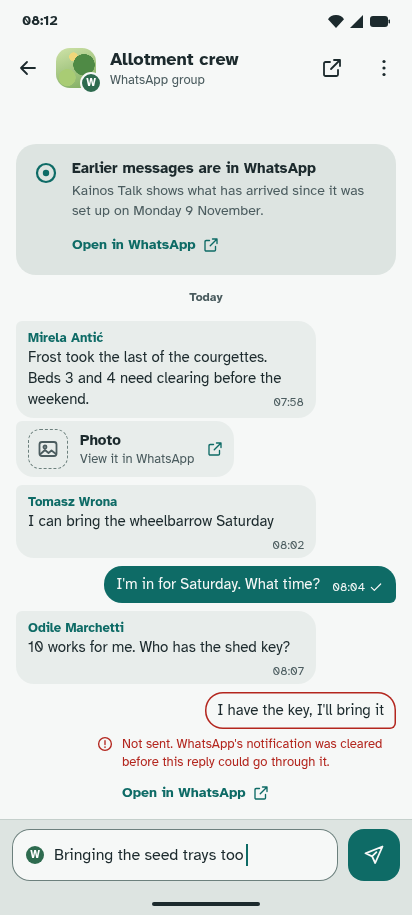 08:12
Allotment crew
W
WhatsApp group
Earlier messages are in WhatsApp
Kainos Talk shows what has arrived since it was
set up on Monday 9 November.
Open in WhatsApp
Today
Mirela Antić
Frost took the last of the courgettes.
Beds 3 and 4 need clearing before the
weekend.
07:58
Photo
View it in WhatsApp
Tomasz Wrona
I can bring the wheelbarrow Saturday
08:02
I'm in for Saturday. What time? 08:04
Odile Marchetti
10 works for me. Who has the shed key?
08:07
I have the key, I'll bring it
Not sent. WhatsApp's notification was cleared
before this reply could go through it.
Open in WhatsApp
W Bringing the seed trays too